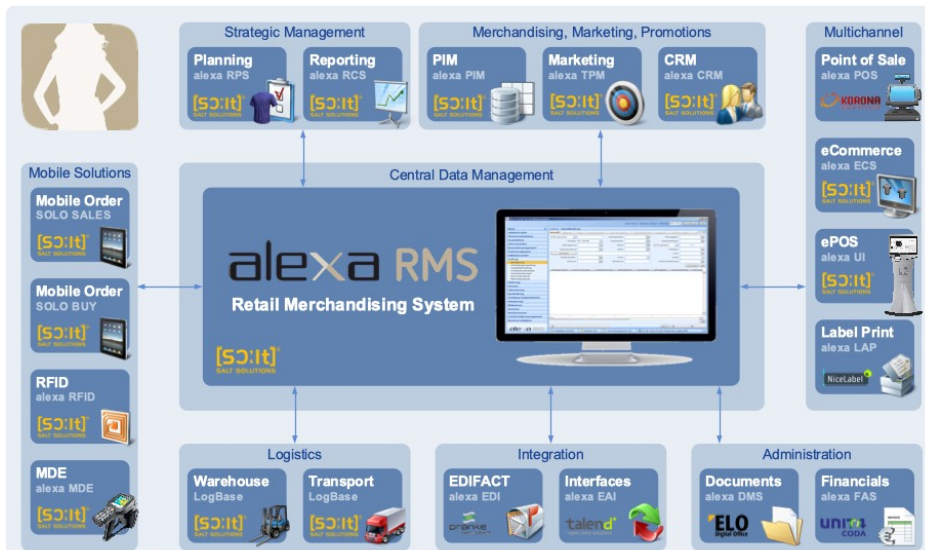 Strategic Management
Planning
alexa RPS
[SO:lt]®
SALT SOLUTIONS
Reporting
alexa RCS
[SO:lt]®
SALT SOLUTIONS
Merchandising, Marketing, Promotions
PIM
alexa PIM
[SO:lt]®
SALT SOLUTIONS
Marketing
alexa TPM
[SO:lt]®
SALT SOLUTIONS
CRM
alexa CRM
[SO:lt]®
SALT SOLUTIONS
Multichannel
Point of Sale
alexa POS
KORONA
eCommerce
alexa ECS
[SO:lt]®
SALT SOLUTIONS
ePOS
alexa UI
[SO:lt]®
SALT SOLUTIONS
Label Print
alexa LAP
NiceLabel
Mobile Solutions
Mobile Order
SOLO SALES
[SO:lt]®
SALT SOLUTIONS
Mobile Order
SOLO BUY
[SO:lt]®
SALT SOLUTIONS
RFID
alexa RFID
[SO:lt]®
SALT SOLUTIONS
MDE
alexa MDE
[SO:lt]®
SALT SOLUTIONS
Central Data Management
alexa RMS
Retail Merchandising System
[SO:lt]®
SALT SOLUTIONS
Logistics
Warehouse
LogBase
[SO:lt]®
SALT SOLUTIONS
Transport
LogBase
[SO:lt]®
SALT SOLUTIONS
Integration
EDIFACT
alexa EDI
pranke
Interfaces
alexa EAI
talend
Administration
Documents
alexa DMS
ELO
Digital Office
Financials
alexa FAS
UNIT4
CODA